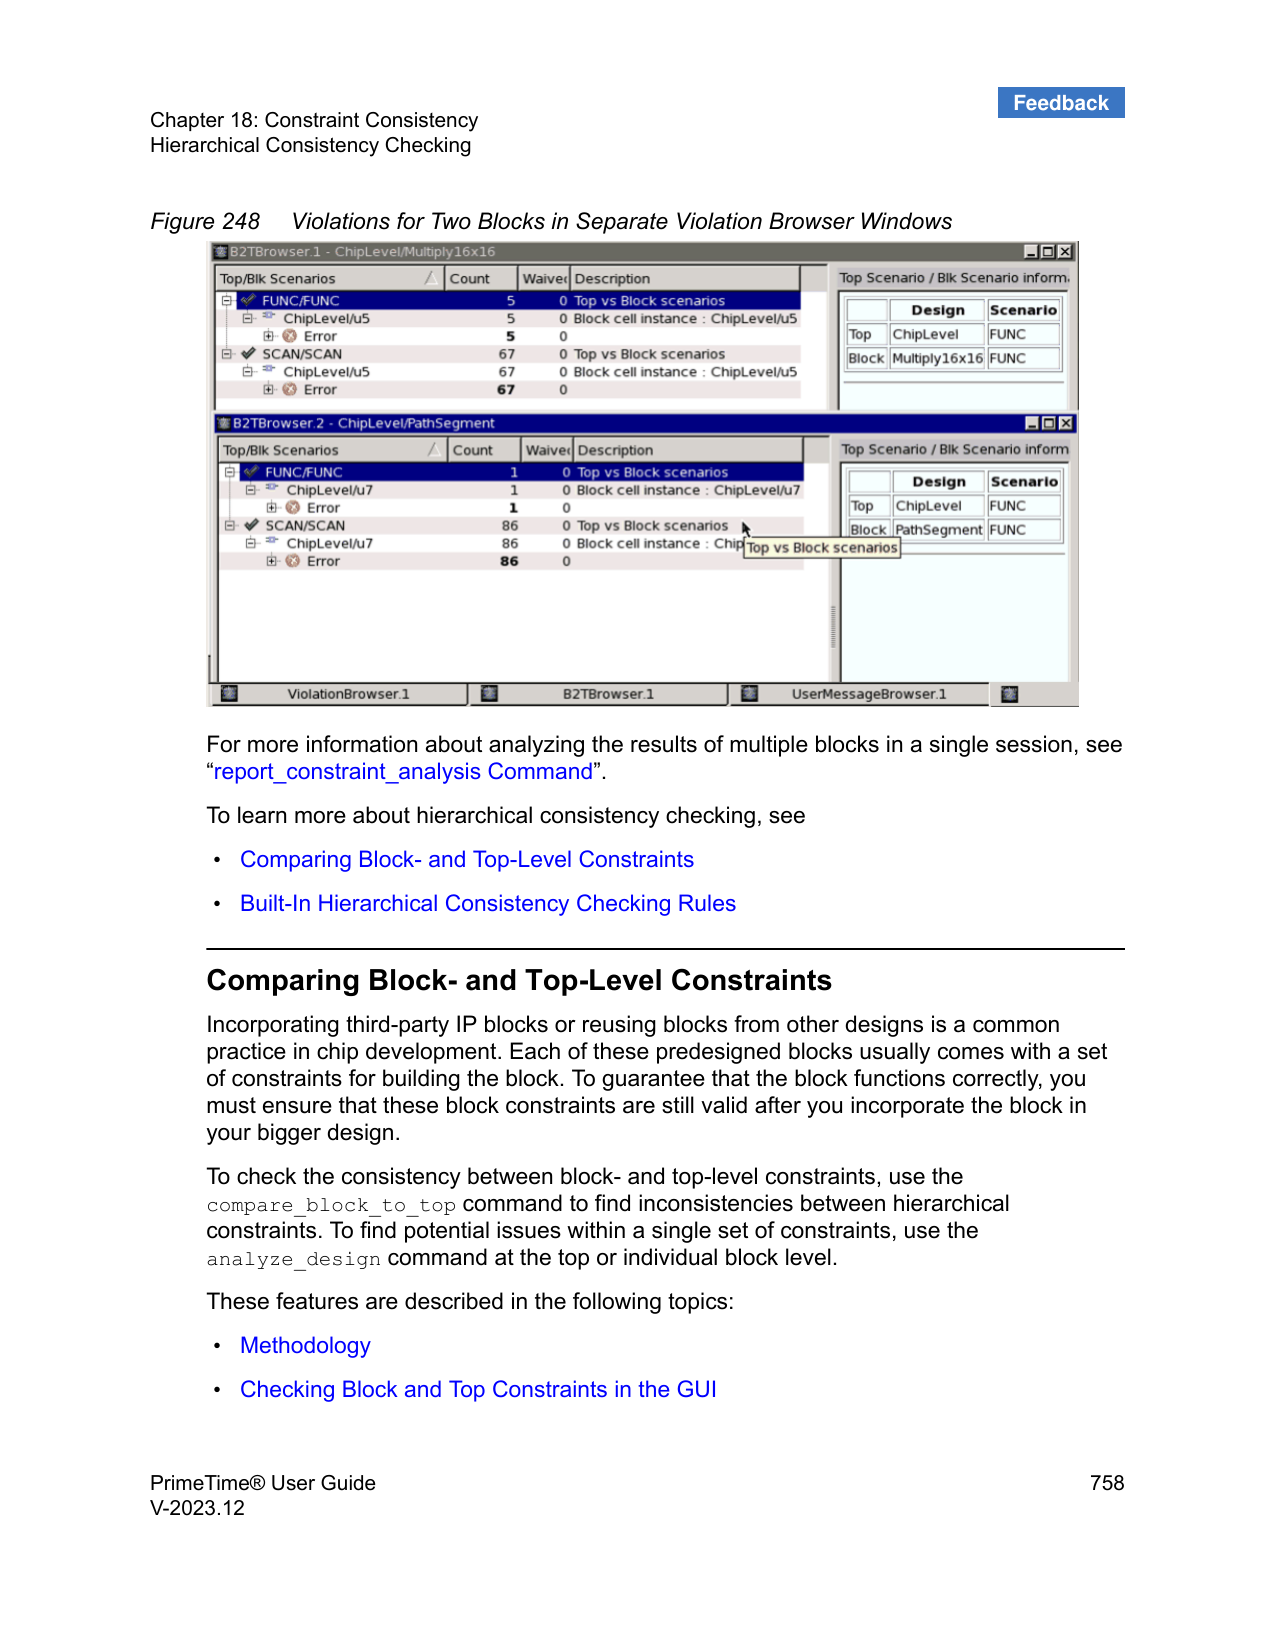 Feedback
Chapter 18: Constraint Consistency
Hierarchical Consistency Checking
Figure 248 Violations for Two Blocks in Separate Violation Browser Windows
B2TBrowser.1 - ChipLevel/Multiply16x16
Top/Blk Scenarios Count Waived Description
FUNC/FUNC 5 0 Top vs Block scenarios
ChipLevel/u5 5 0 Block cell instance : ChipLevel/u5
Error 5 0
SCAN/SCAN 67 0 Top vs Block scenarios
ChipLevel/u5 67 0 Block cell instance : ChipLevel/u5
Error 67 0
Top Scenario / Blk Scenario inform
Design Scenario
Top ChipLevel FUNC
Block Multiply16x16 FUNC
B2TBrowser.2 - ChipLevel/PathSegment
Top/Blk Scenarios Count Waived Description
FUNC/FUNC 1 0 Top vs Block scenarios
ChipLevel/u7 1 0 Block cell instance : ChipLevel/u7
Error 1 0
SCAN/SCAN 86 0 Top vs Block scenarios
ChipLevel/u7 86 0 Block cell instance : Chip
Error 86 0
Top vs Block scenarios
Top Scenario / Blk Scenario inform
Design Scenario
Top ChipLevel FUNC
Block PathSegment FUNC
ViolationBrowser.1 B2TBrowser.1 UserMessageBrowser.1
For more information about analyzing the results of multiple blocks in a single session, see
“report_constraint_analysis Command”.
To learn more about hierarchical consistency checking, see
• Comparing Block- and Top-Level Constraints
• Built-In Hierarchical Consistency Checking Rules
Comparing Block- and Top-Level Constraints
Incorporating third-party IP blocks or reusing blocks from other designs is a common
practice in chip development. Each of these predesigned blocks usually comes with a set
of constraints for building the block. To guarantee that the block functions correctly, you
must ensure that these block constraints are still valid after you incorporate the block in
your bigger design.
To check the consistency between block- and top-level constraints, use the
compare_block_to_top command to find inconsistencies between hierarchical
constraints. To find potential issues within a single set of constraints, use the
analyze_design command at the top or individual block level.
These features are described in the following topics:
• Methodology
• Checking Block and Top Constraints in the GUI
PrimeTime® User Guide 758
V-2023.12